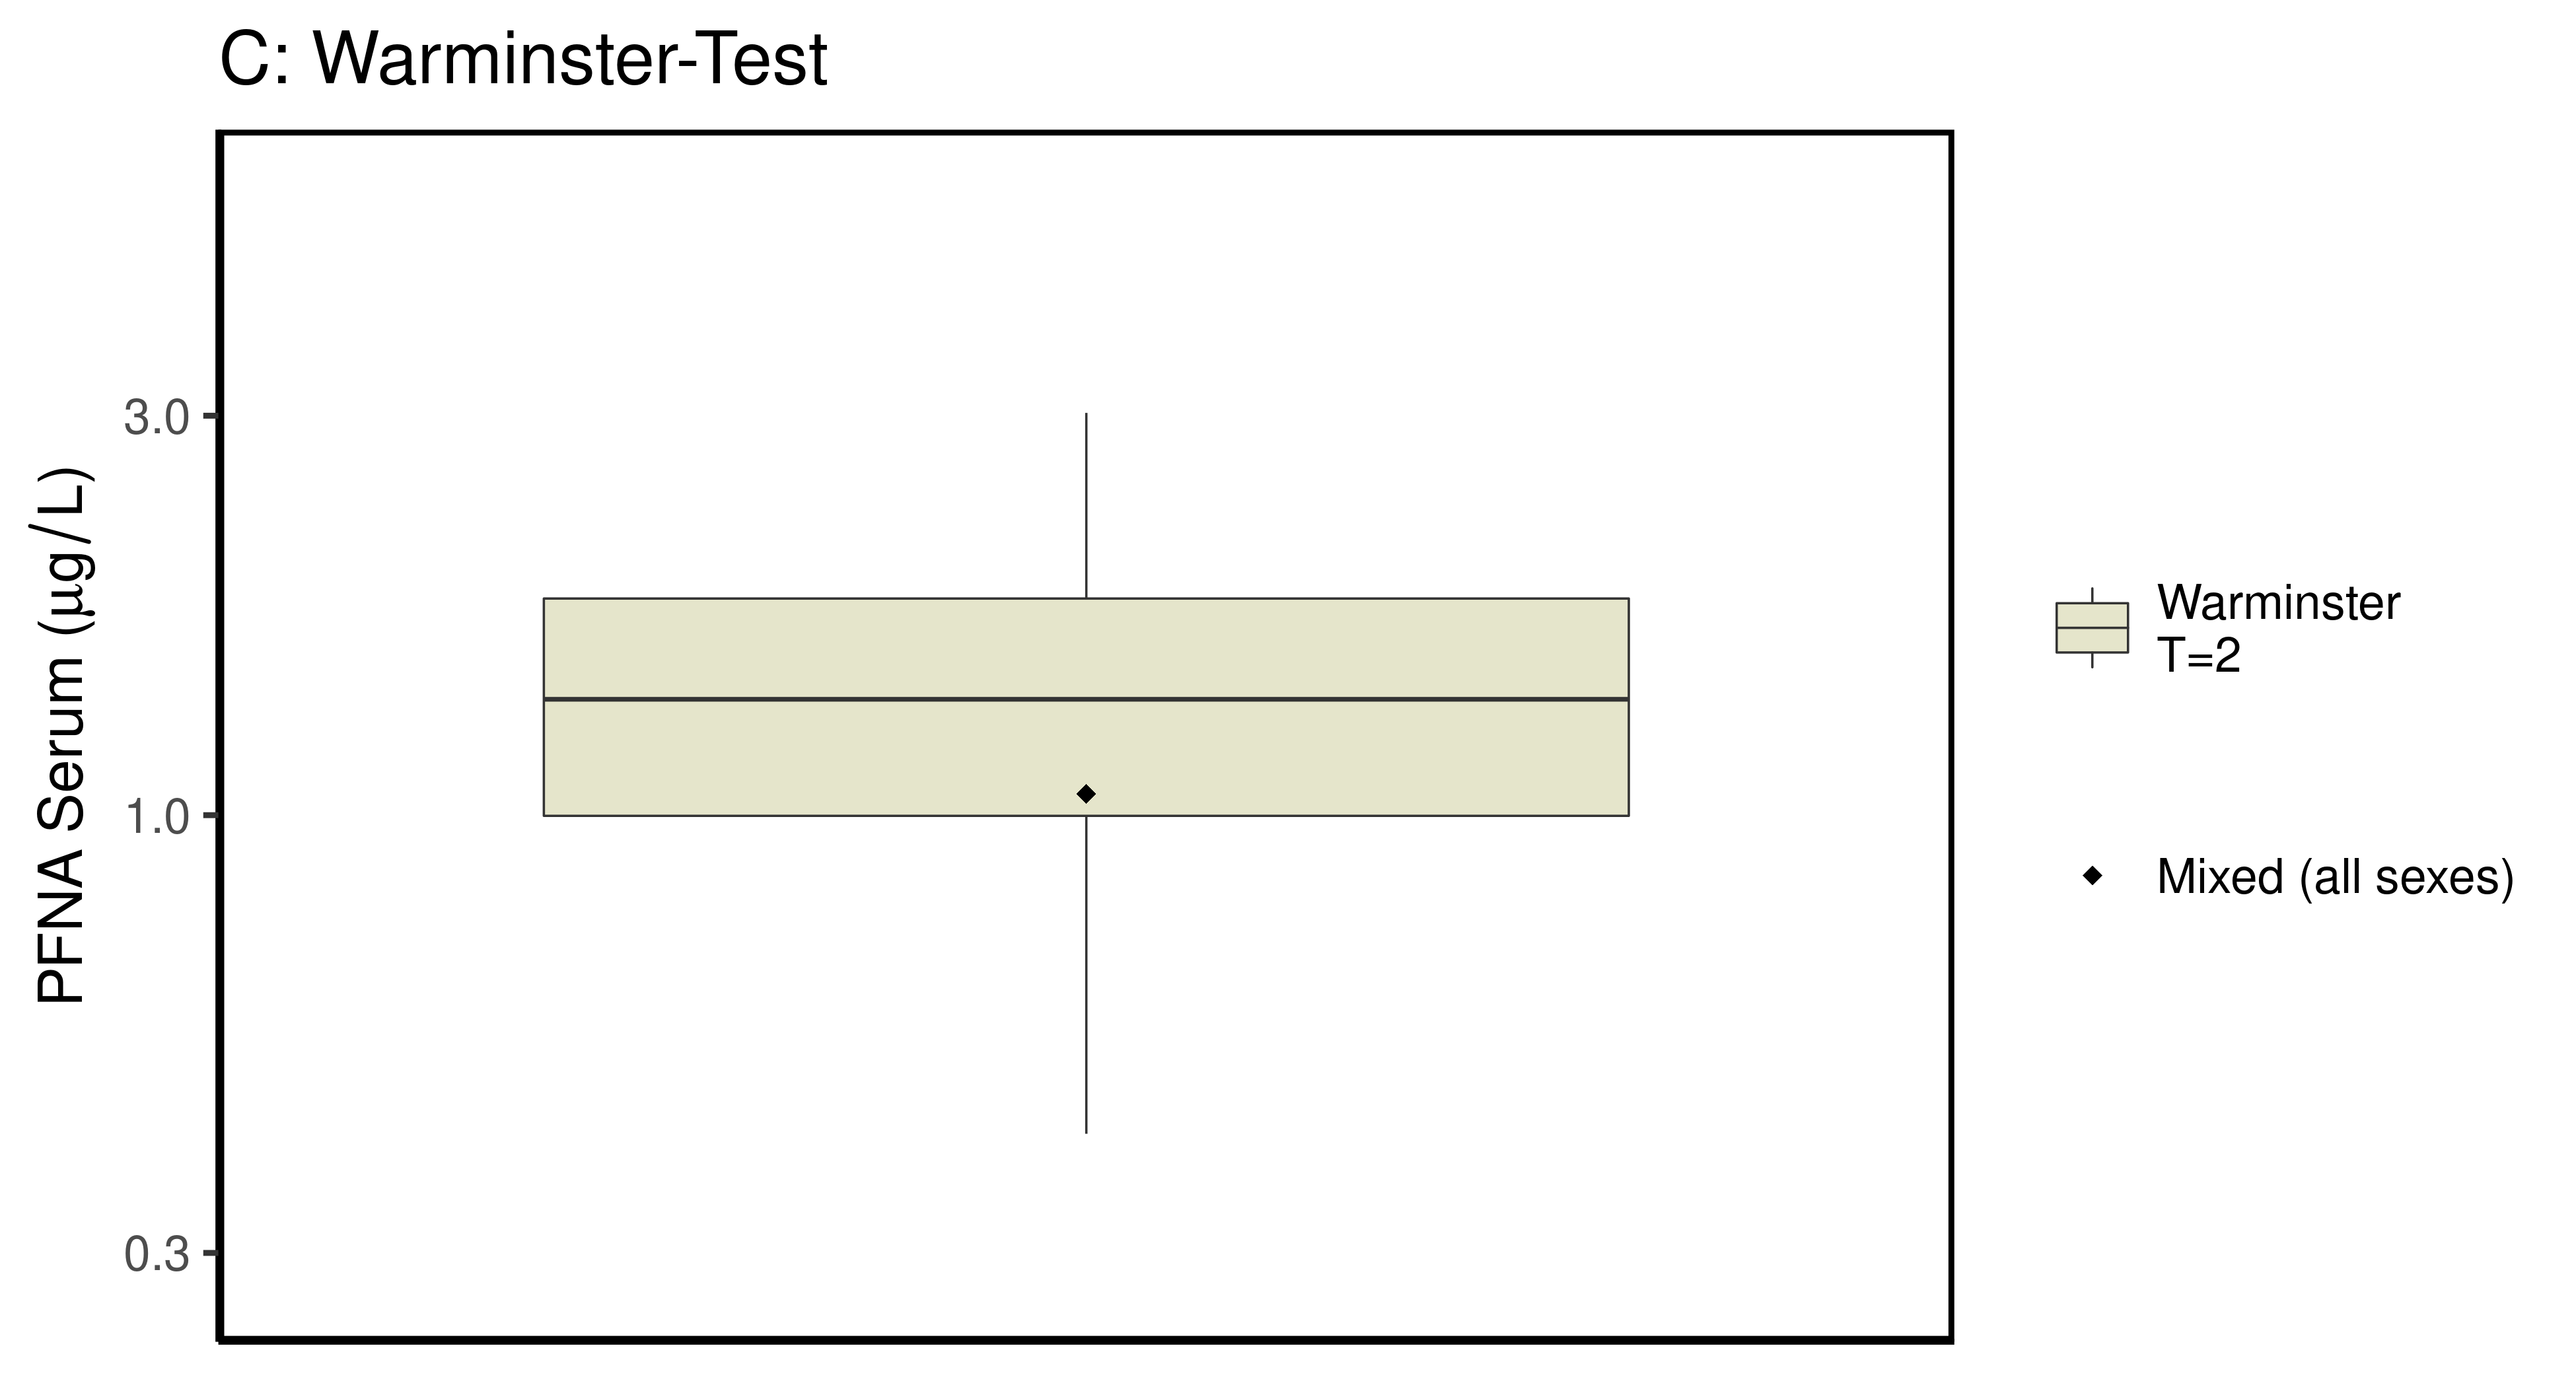 C: Warminster-Test
PFNA Serum (μg/L)
3.0
1.0
0.3
Warminster
T=2
Mixed (all sexes)